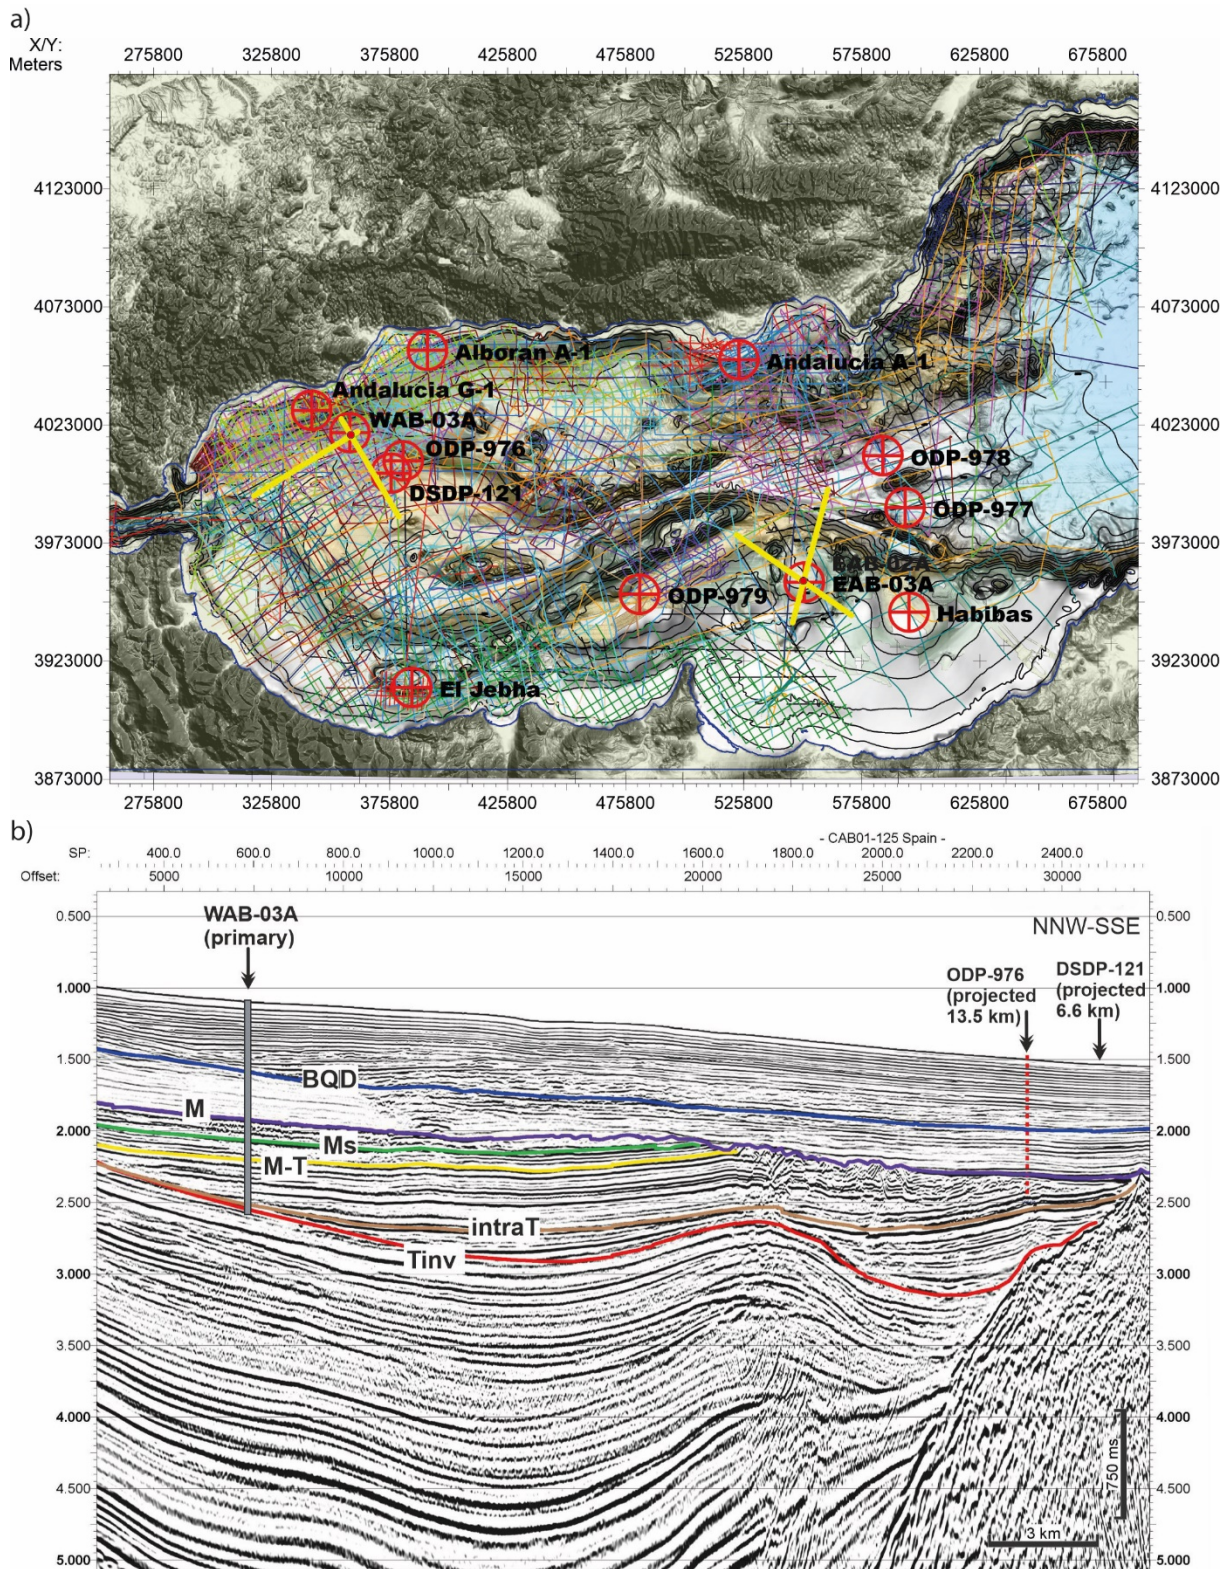 a)
X/Y:
Meters
275800 325800 375800 425800 475800 525800 575800 625800 675800
4123000 4123000
4073000 4073000
Alboran A-1
Andalucia A-1
Andalucia G-1
4023000 4023000
WAB-03A
ODP-976
ODP-978
DSDP-121
ODP-977
3973000 3973000
EAB-02A
EAB-03A
ODP-979
Habibas
3923000 3923000
El Jebha
3873000 3873000
275800 325800 375800 425800 475800 525800 575800 625800 675800
b)
- CAB01-125 Spain -
SP: 400.0 600.0 800.0 1000.0 1200.0 1400.0 1600.0 1800.0 2000.0 2200.0 2400.0
Offset: 5000 10000 15000 20000 25000 30000
0.500 0.500
WAB-03A
(primary)
NNW-SSE
ODP-976
(projected
13.5 km)
DSDP-121
(projected
6.6 km)
1.000 1.000
1.500 1.500
BQD
M
2.000 2.000
Ms
M-T
2.500 2.500
intraT
Tinv
3.000 3.000
3.500 3.500
4.000 4.000
750 ms
4.500 4.500
3 km
5.000 5.000